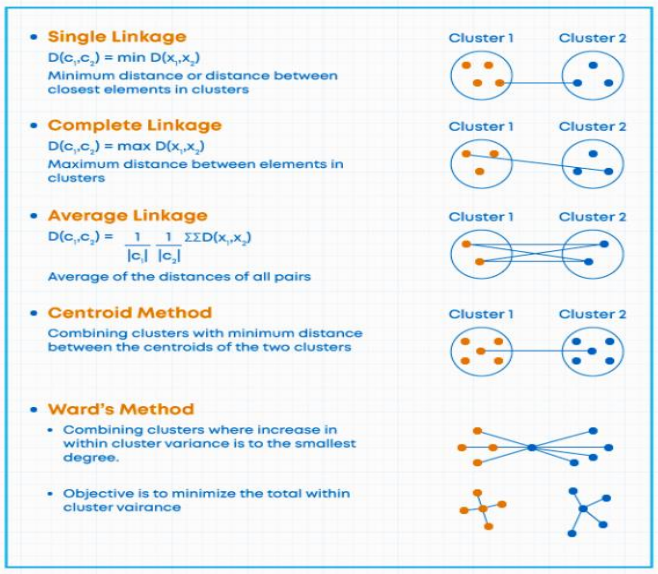 • Single Linkage
D(c₁,c₂) = min D(x₁,x₂)
Minimum distance or distance between
closest elements in clusters
Cluster 1 Cluster 2
• Complete Linkage
D(c₁,c₂) = max D(x₁,x₂)
Maximum distance between elements in
clusters
Cluster 1 Cluster 2
• Average Linkage
D(c₁,c₂) = 1/|c₁| 1/|c₂| ΣΣD(x₁,x₂)
Average of the distances of all pairs
Cluster 1 Cluster 2
• Centroid Method
Combining clusters with minimum distance
between the centroids of the two clusters
Cluster 1 Cluster 2
• Ward's Method
• Combining clusters where increase in
within cluster variance is to the smallest
degree.
• Objective is to minimize the total within
cluster vairance